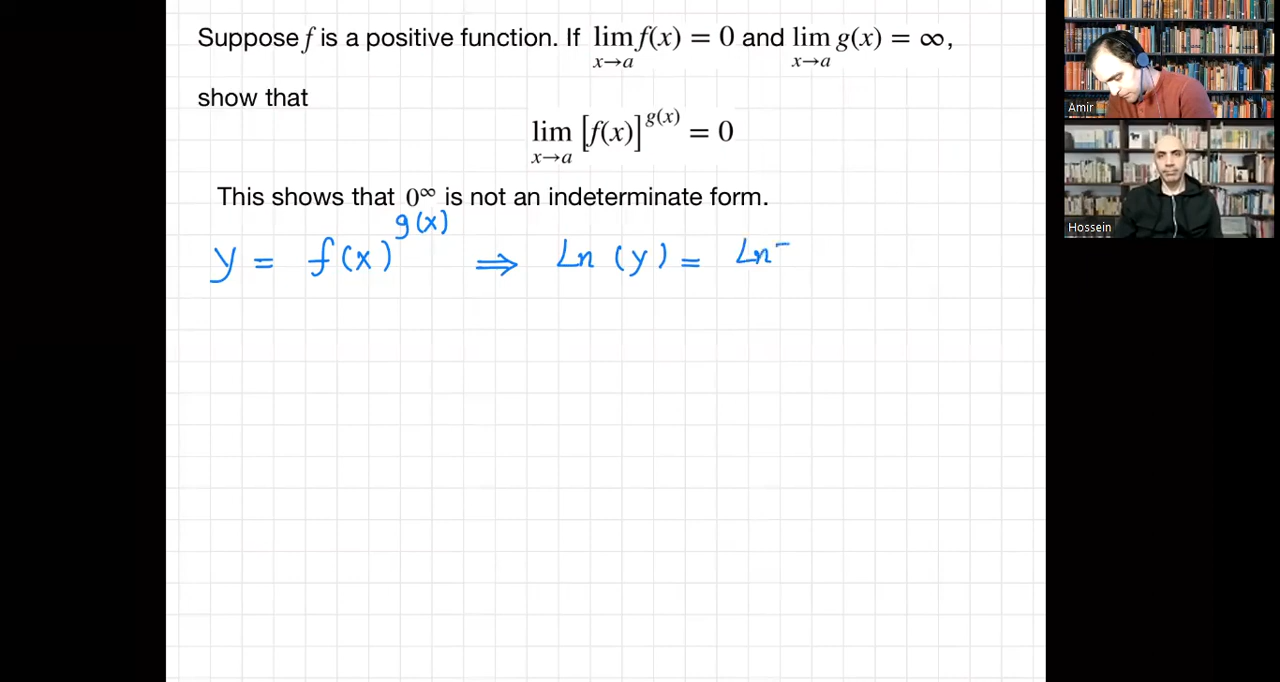 Suppose f is a positive function. If lim f(x) = 0 and lim g(x) = ∞,
x→a x→a
show that
lim [f(x)]^g(x) = 0
x→a
This shows that 0^∞ is not an indeterminate form.
y = f(x)^g(x) ⇒ Ln (y) = Ln
Amir
Hossein